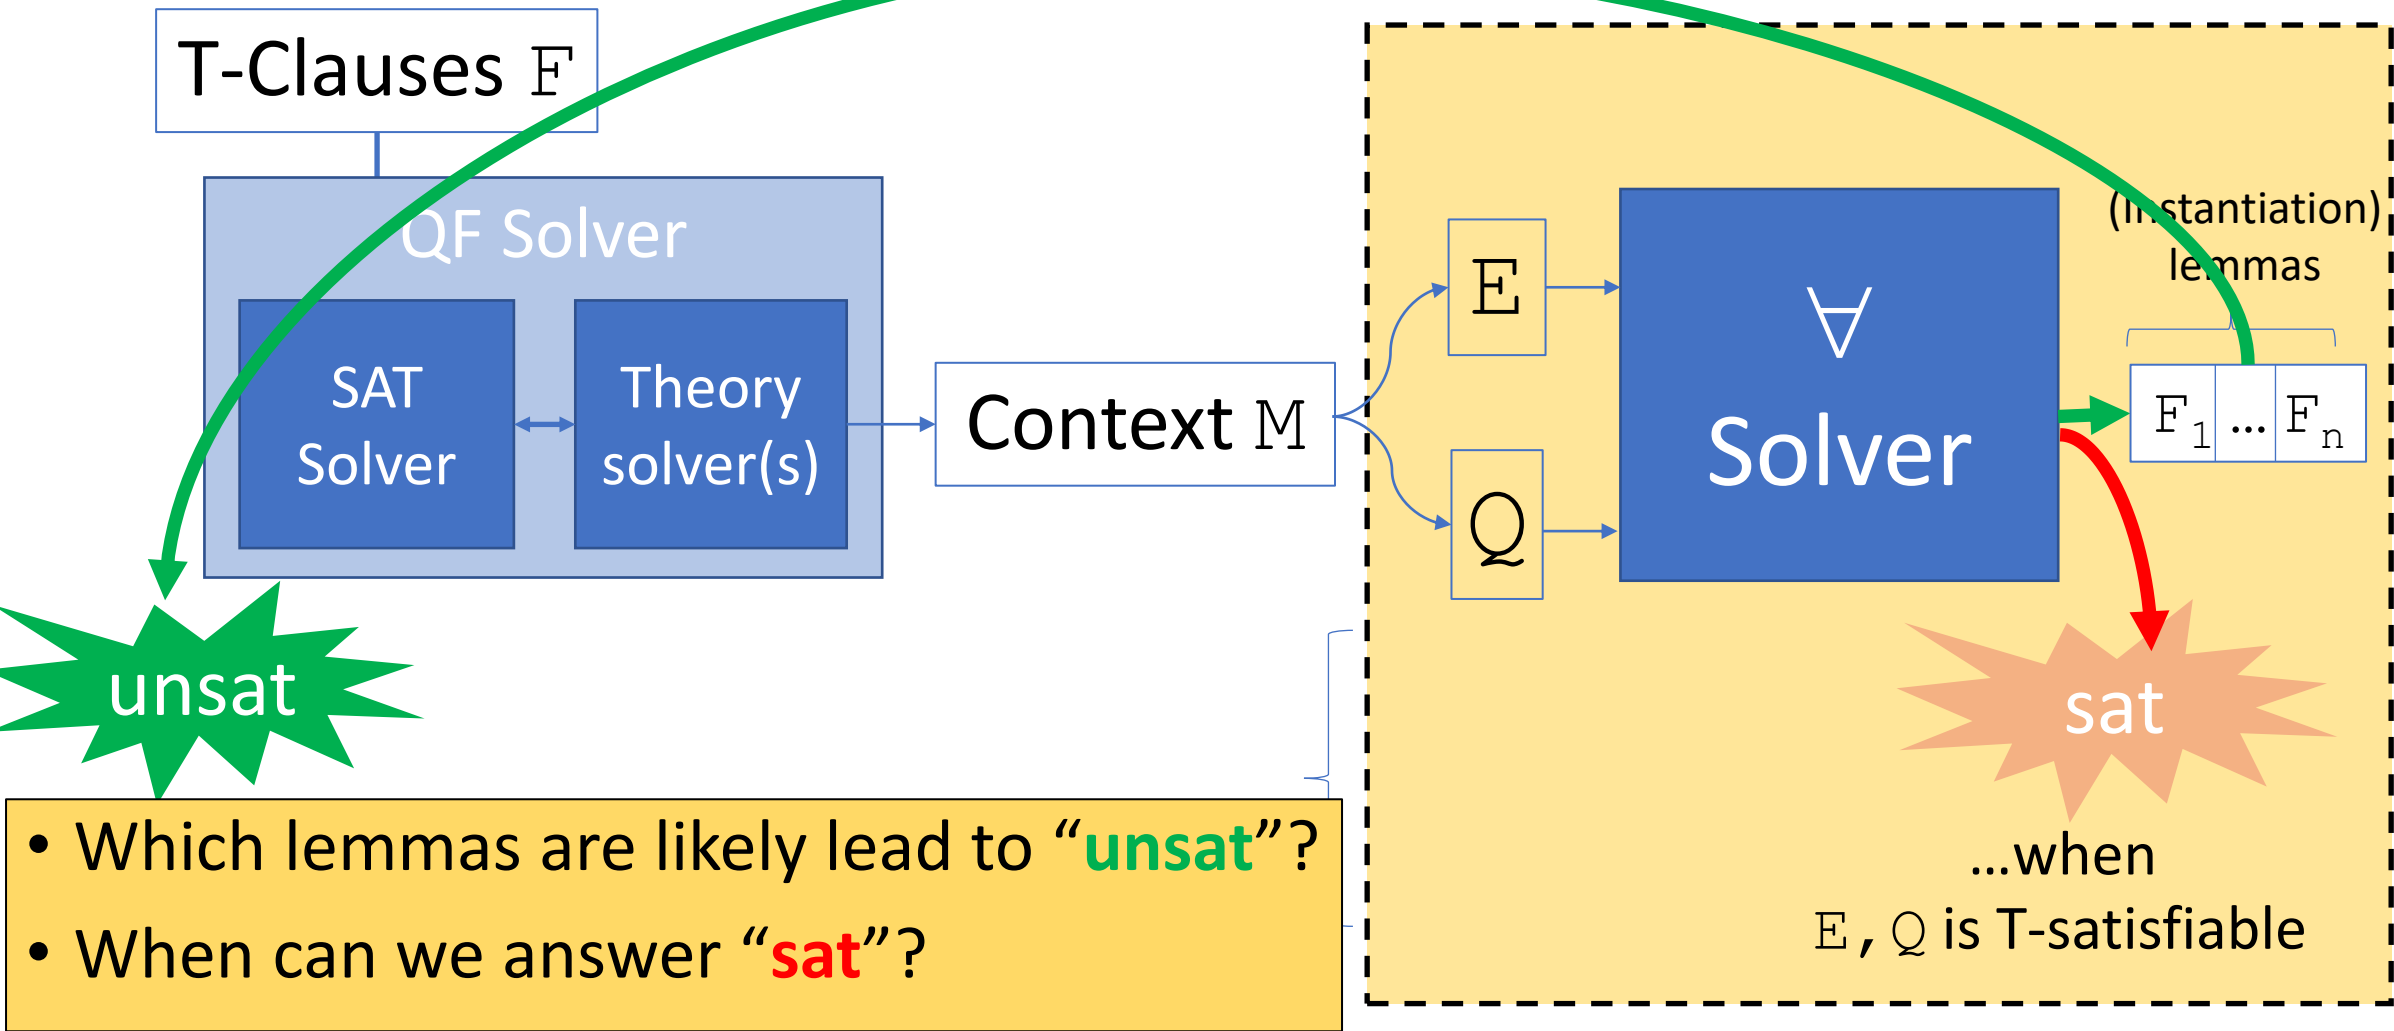 T-Clauses F
QF Solver
SAT
Solver
Theory
solver(s)
Context M
E
Q
∀
Solver
(Instantiation)
lemmas
F1 … Fn
unsat
sat
…when
E, Q is T-satisfiable
• Which lemmas are likely lead to “unsat”?
• When can we answer “sat”?